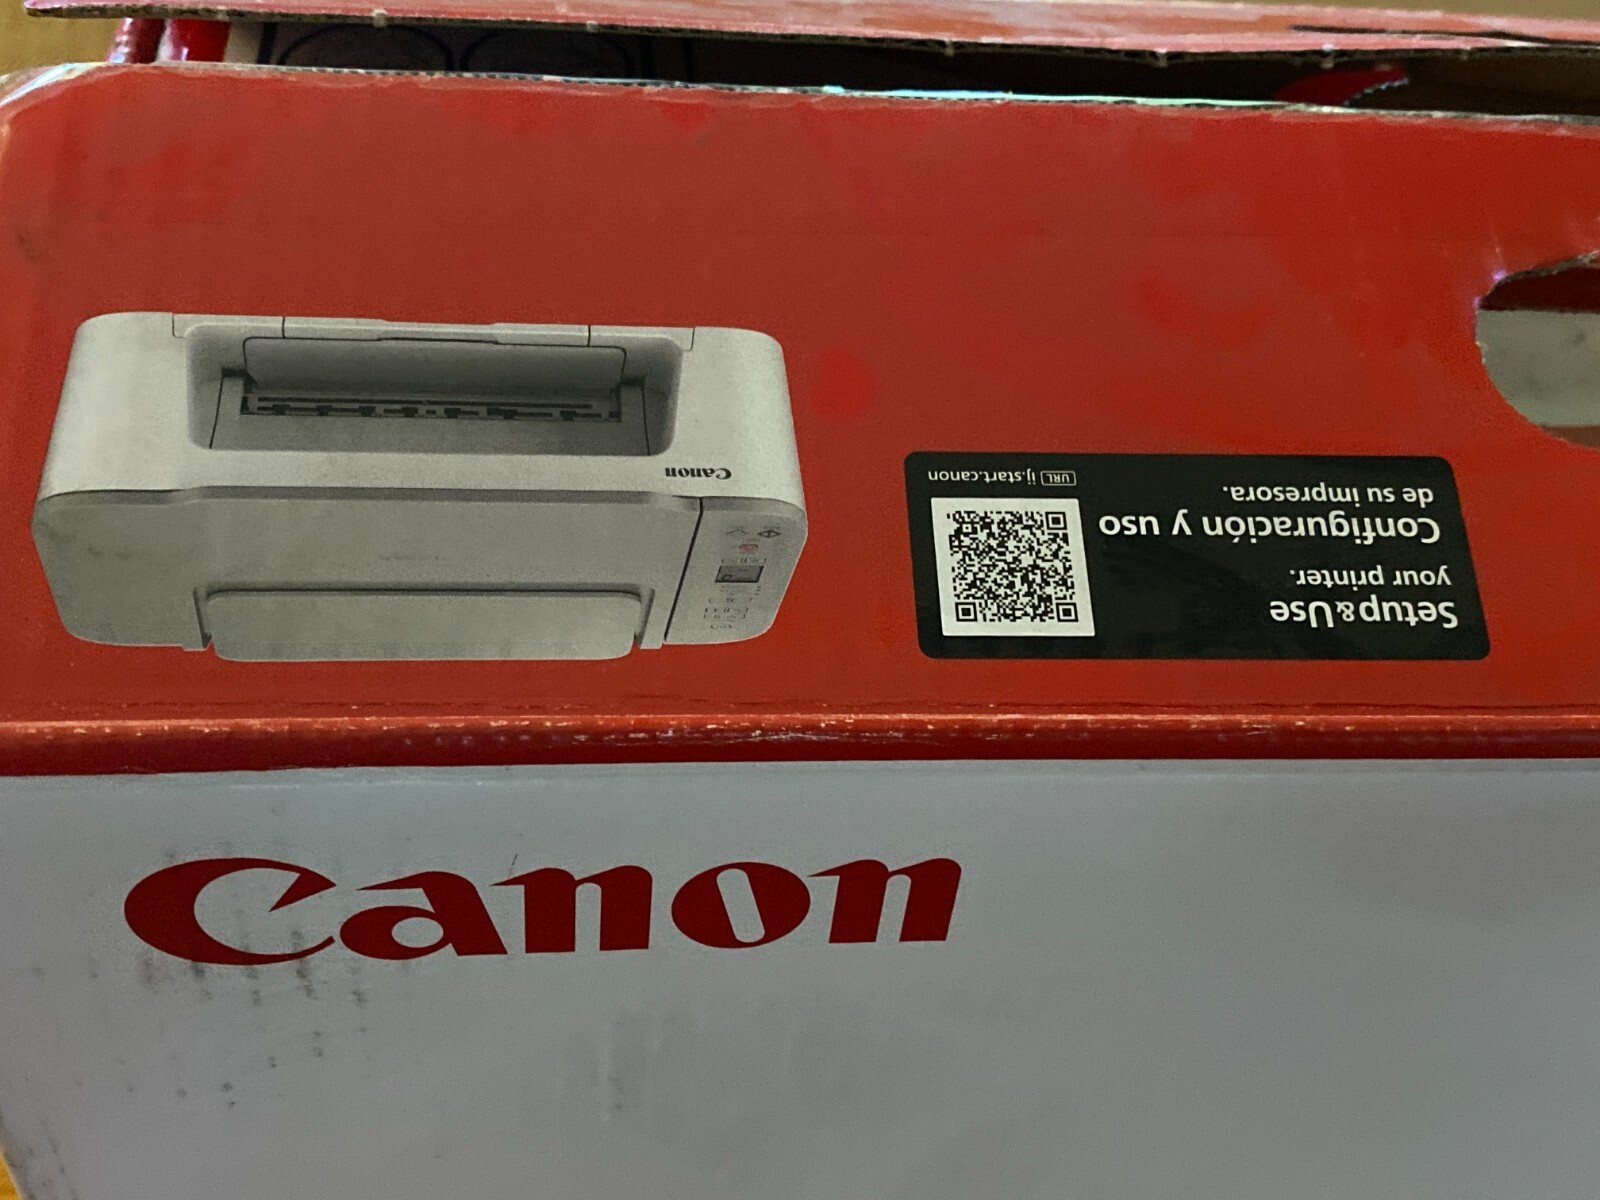 Setup&Use
your printer.
Configuración y uso
de su impresora.
URL ij.start.canon
Canon
Canon